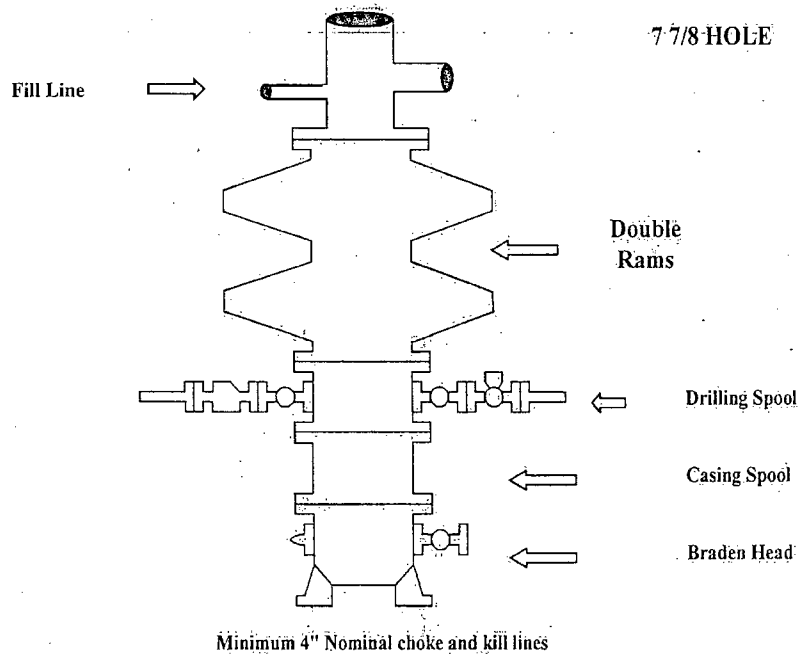 7 7/8 HOLE
Fill Line
Double
Rams
Drilling Spool
Casing Spool
Braden Head
Minimum 4" Nominal choke and kill lines